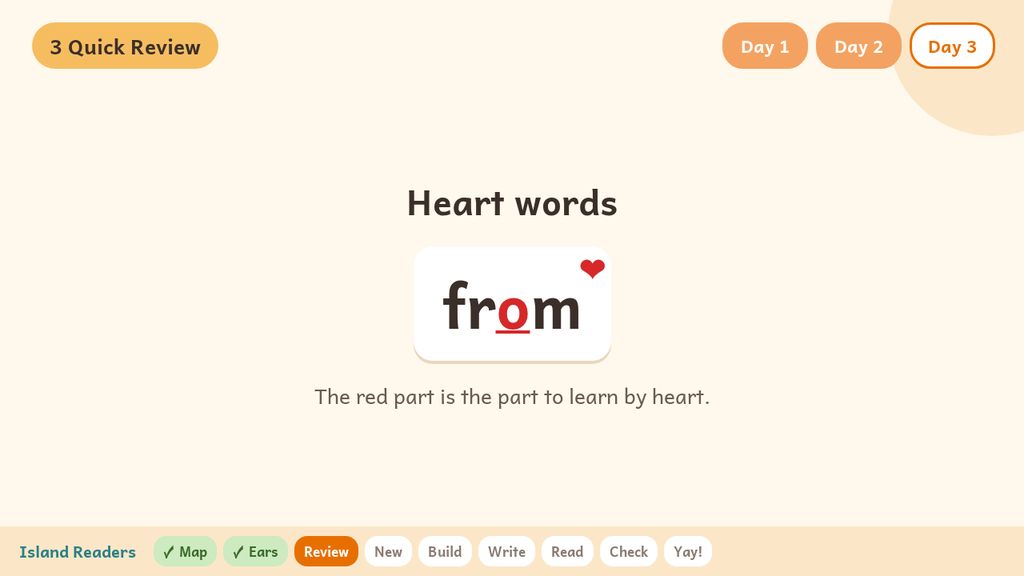 3 Quick Review
Day 1 Day 2 Day 3
Heart words
from ❤
The red part is the part to learn by heart.
Island Readers ✓ Map ✓ Ears Review New Build Write Read Check Yay!